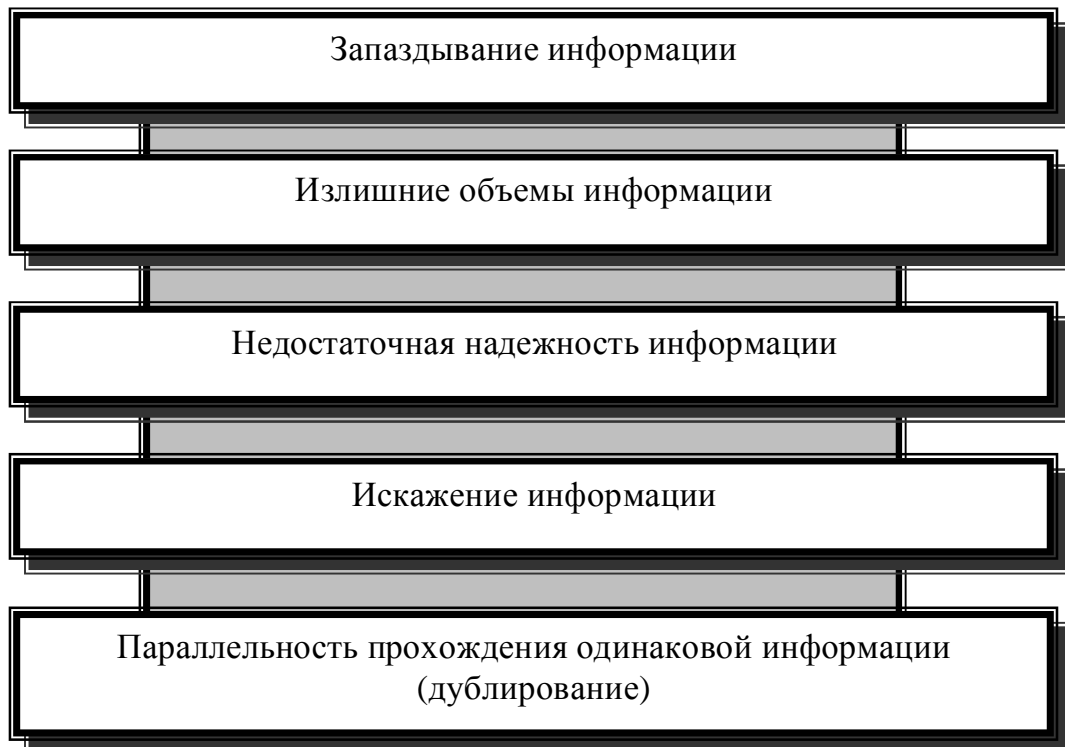 Запаздывание информации
Излишние объемы информации
Недостаточная надежность информации
Искажение информации
Параллельность прохождения одинаковой информации
(дублирование)